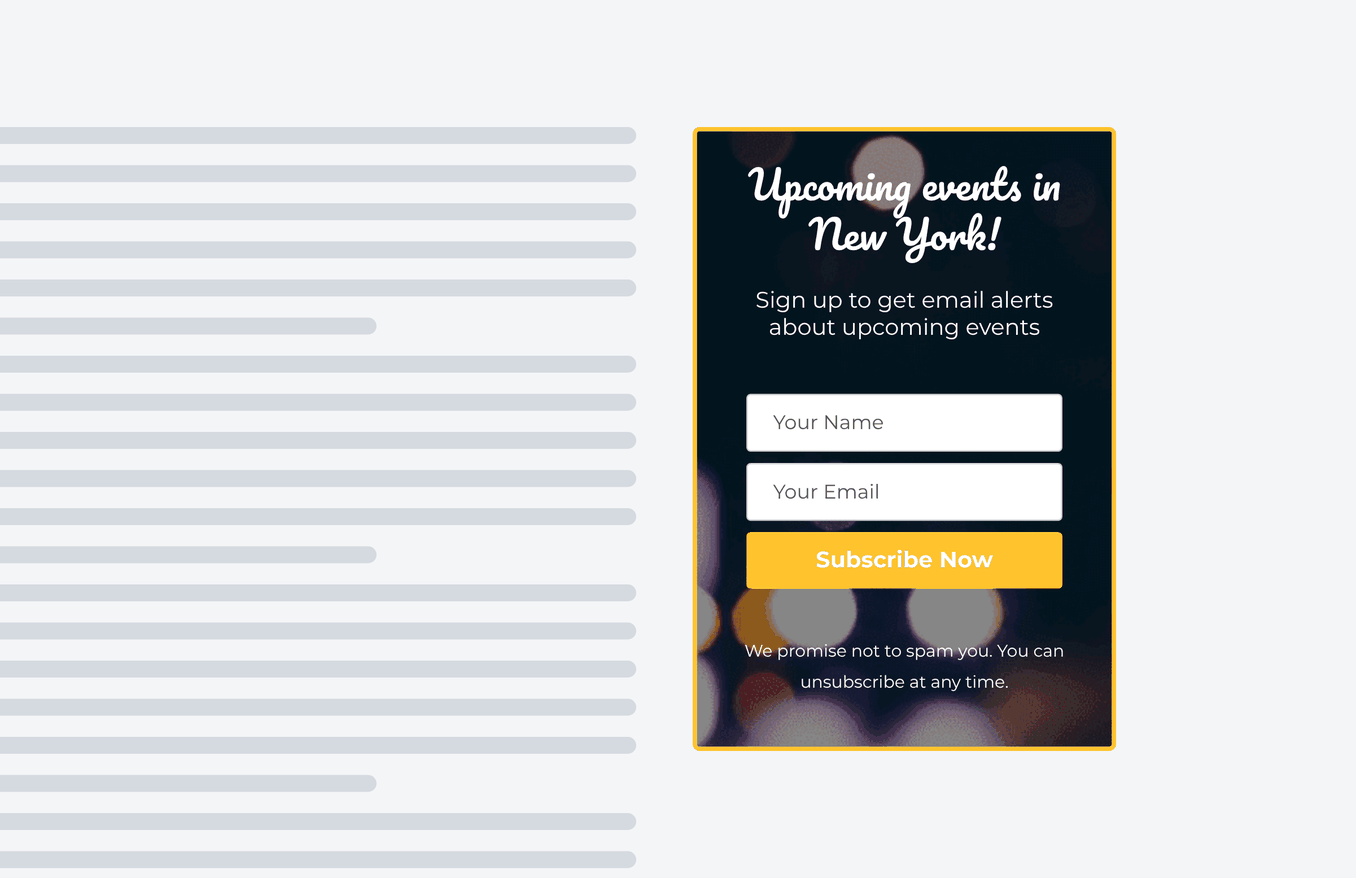 Upcoming events in
New York!
Sign up to get email alerts
about upcoming events
Your Name
Your Email
Subscribe Now
We promise not to spam you. You can
unsubscribe at any time.